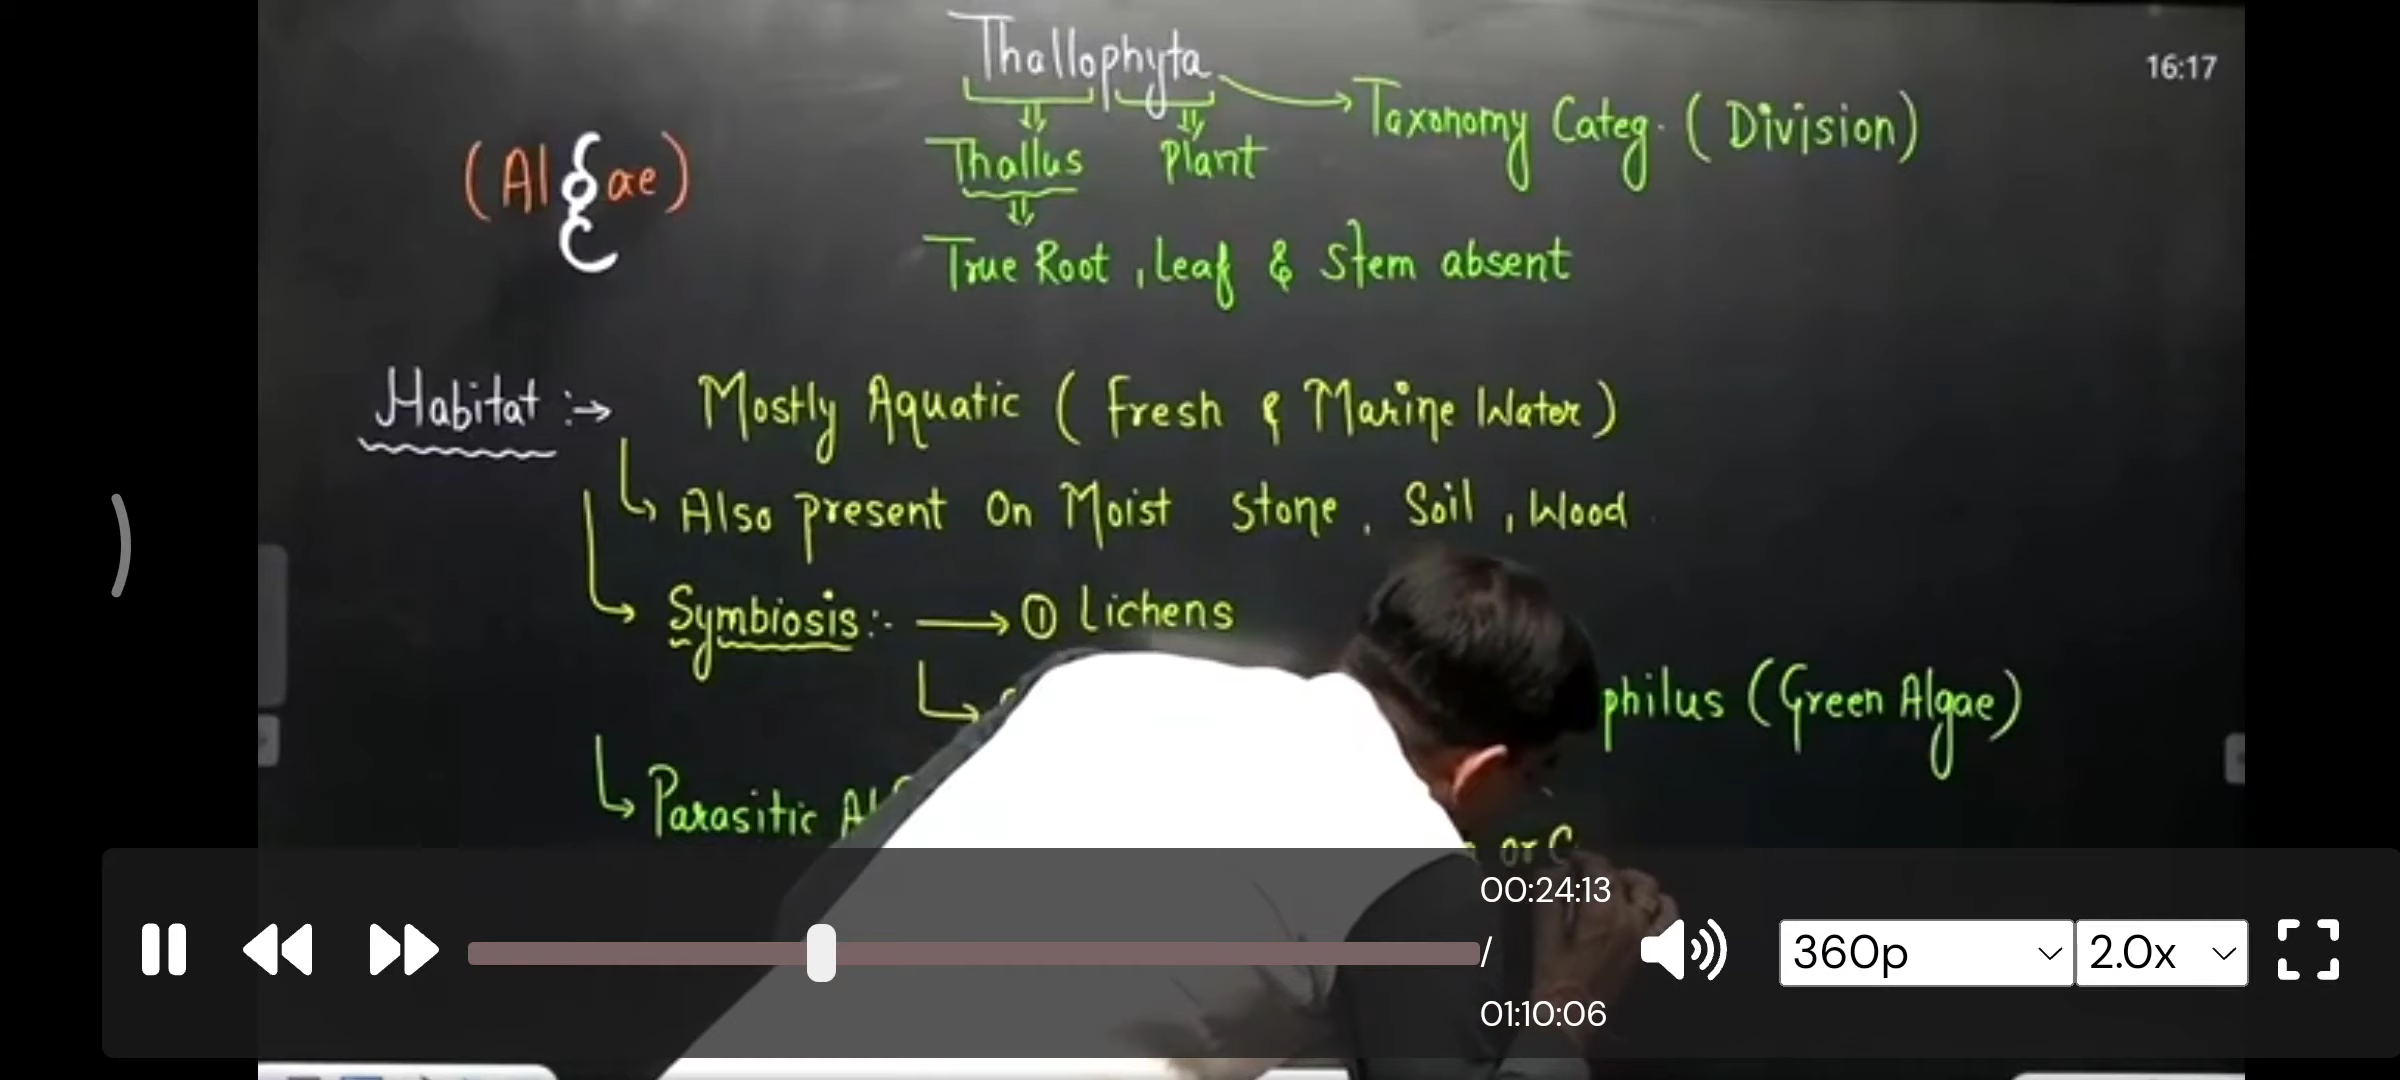 Thallophyta
16:17
Taxonomy Categ. (Division)
Thallus Plant
(Algae)
True Root, Leaf & Stem absent
Habitat :→ Mostly Aquatic (Fresh & Marine Water)
Also present On Moist Stone, Soil, Wood
Symbiosis :- → ① Lichens
philus (Green Algae)
Parasitic
or
00:24:13
/
01:10:06
360p
2.0x